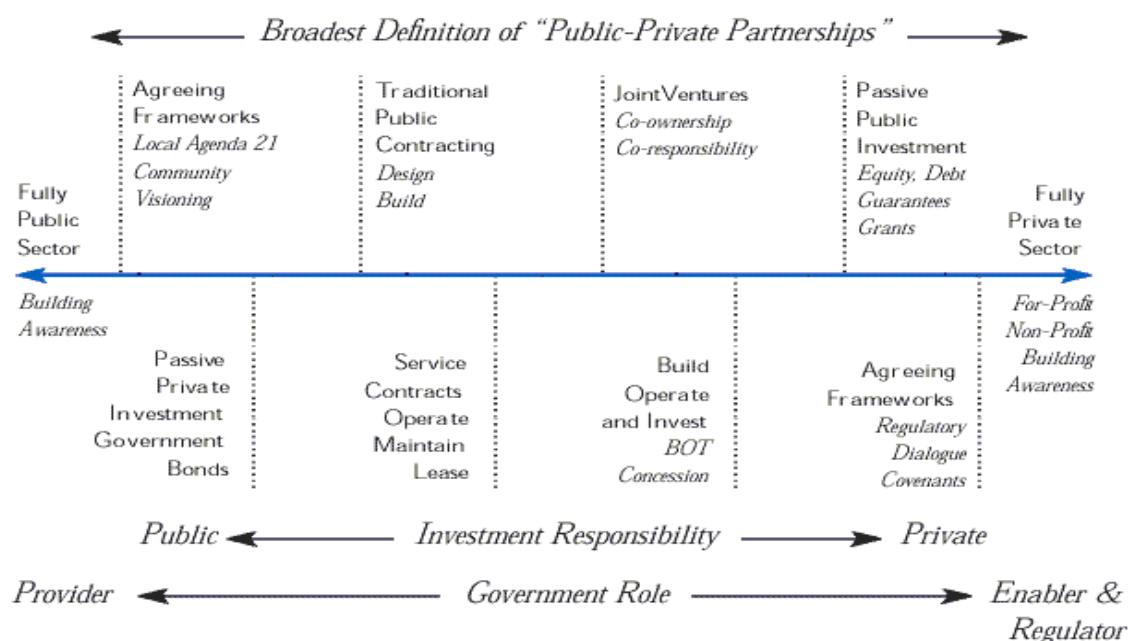 Broadest Definition of “Public-Private Partnerships”
Fully
Public
Sector
Agreeing
Frameworks
Local Agenda 21
Community
Visioning
Traditional
Public
Contracting
Design
Build
JointVentures
Co-ownership
Co-responsibility
Passive
Public
Investment
Equity, Debt
Guarantees
Grants
Fully
Private
Sector
Building
Awareness
Passive
Private
Investment
Government
Bonds
Service
Contracts
Operate
Maintain
Lease
Build
Operate
and Invest
BOT
Concession
Agreeing
Frameworks
Regulatory
Dialogue
Covenants
For-Profit
Non-Profit
Building
Awareness
Public Investment Responsibility Private
Provider Government Role Enabler &
Regulator